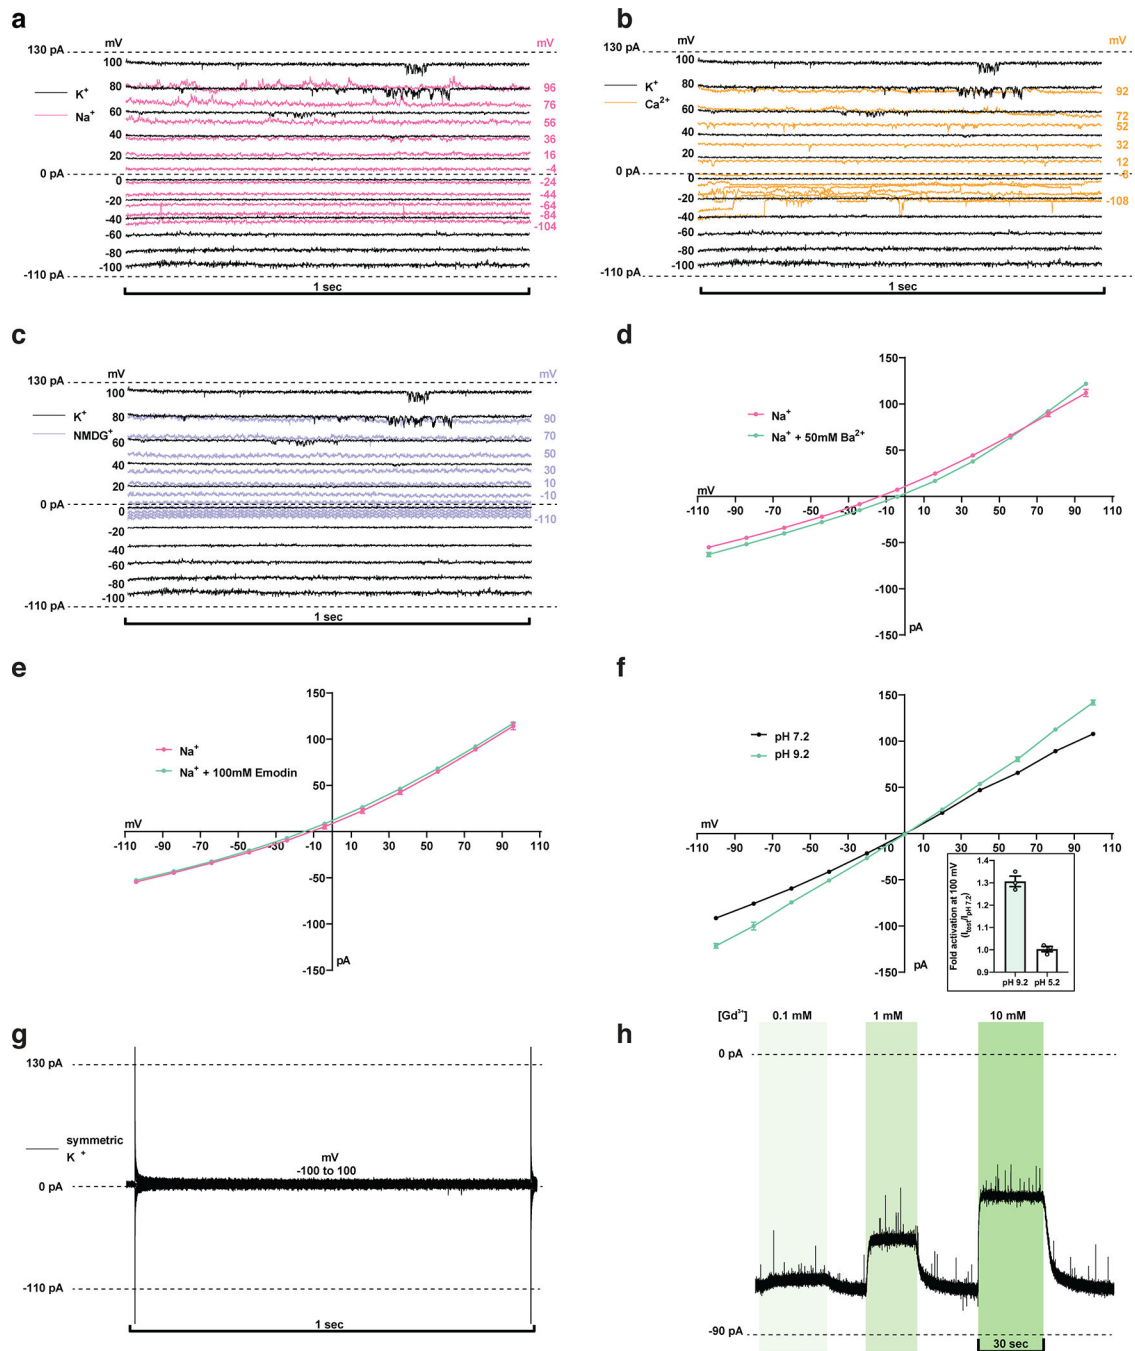 a
mV
mV
130 pA
100
K+
80
96
Na+
76
60
56
40
36
20
16
-4
0 pA
0
-24
-20
-44
-64
-40
-84
-104
-60
-80
-100
-110 pA
1 sec
b
mV
mV
130 pA
100
K+
80
92
Ca2+
60
72
52
40
32
20
12
0 pA
0
-8
-20
-108
-40
-60
-80
-100
-110 pA
1 sec
c
mV
mV
130 pA
100
K+
80
90
NMDG+
70
60
50
40
30
20
10
-10
0 pA
0
-110
-20
-40
-60
-80
-100
-110 pA
1 sec
d
150
Na+
100
Na+ + 50mM Ba2+
50
mV
-110 -90 -70 -50 -30 -10 10 30 50 70 90 110
-50
-100
-150
pA
e
150
Na+
100
Na+ + 100mM Emodin
50
mV
-110 -90 -70 -50 -30 -10 10 30 50 70 90 110
-50
-100
-150
pA
f
150
pH 7.2
100
pH 9.2
50
mV
-110 -90 -70 -50 -30 -10 10 30 50 70 90 110
-50
-100
-150
pA
Fold activation at 100 mV
(Itest/IpH 7.2)
1.4
1.3
1.2
1.1
1.0
0.9
pH 9.2 pH 5.2
g
130 pA
symmetric
K +
mV
-100 to 100
0 pA
-110 pA
1 sec
h
[Gd3+] 0.1 mM 1 mM 10 mM
0 pA
-90 pA
30 sec